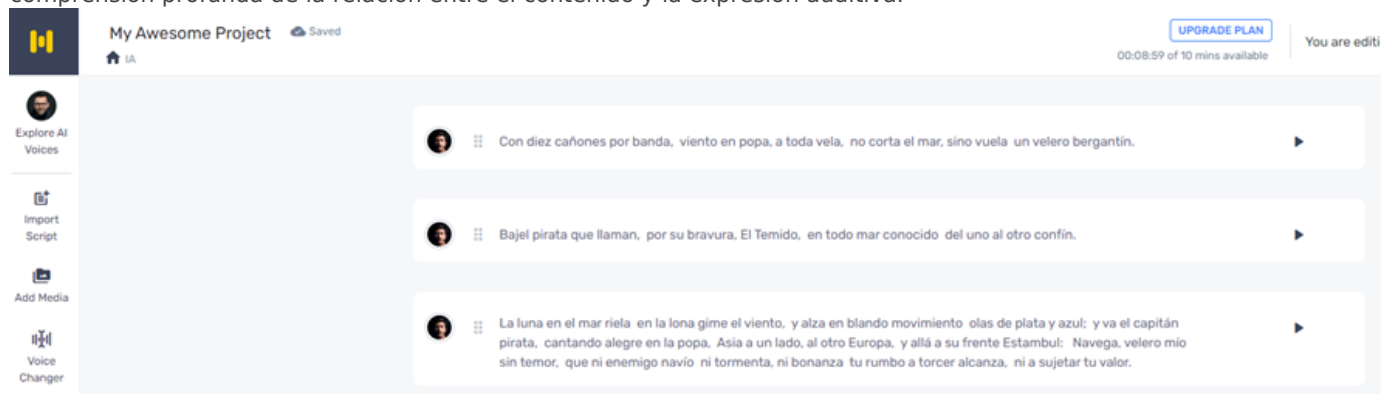 comprensión profunda de la relación entre el contenido y la expresión auditiva.
My Awesome Project Saved
IA
UPGRADE PLAN
00:08:59 of 10 mins available
You are editi
Explore AI
Voices
Import
Script
Add Media
Voice
Changer
Con diez cañones por banda, viento en popa, a toda vela, no corta el mar, sino vuela un velero bergantín.
Bajel pirata que llaman, por su bravura, El Temido, en todo mar conocido del uno al otro confín.
La luna en el mar riela en la lona gime el viento, y alza en blando movimiento olas de plata y azul; y va el capitán
pirata, cantando alegre en la popa, Asia a un lado, al otro Europa, y allá a su frente Estambul: Navega, velero mío
sin temor, que ni enemigo navío ni tormenta, ni bonanza tu rumbo a torcer alcanza, ni a sujetar tu valor.